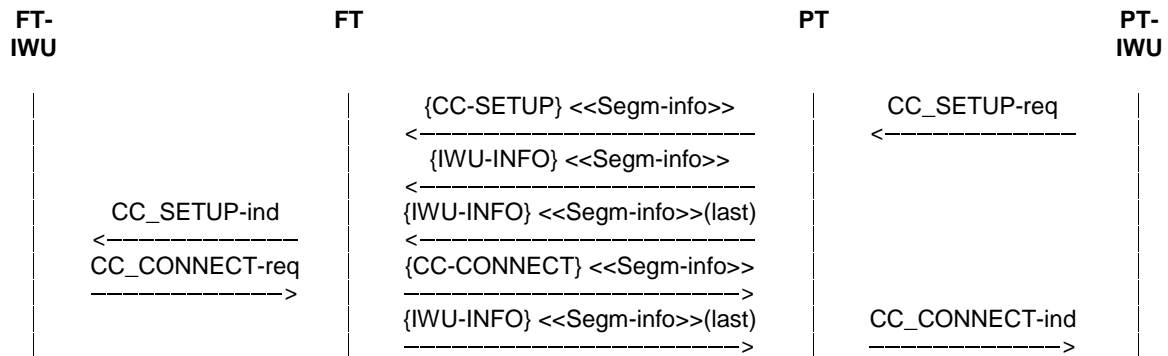 FT-IWU FT PT PT-IWU
{CC-SETUP} <<Segm-info>> CC_SETUP-req
{IWU-INFO} <<Segm-info>>
CC_SETUP-ind {IWU-INFO} <<Segm-info>>(last)
CC_CONNECT-req {CC-CONNECT} <<Segm-info>>
{IWU-INFO} <<Segm-info>>(last) CC_CONNECT-ind